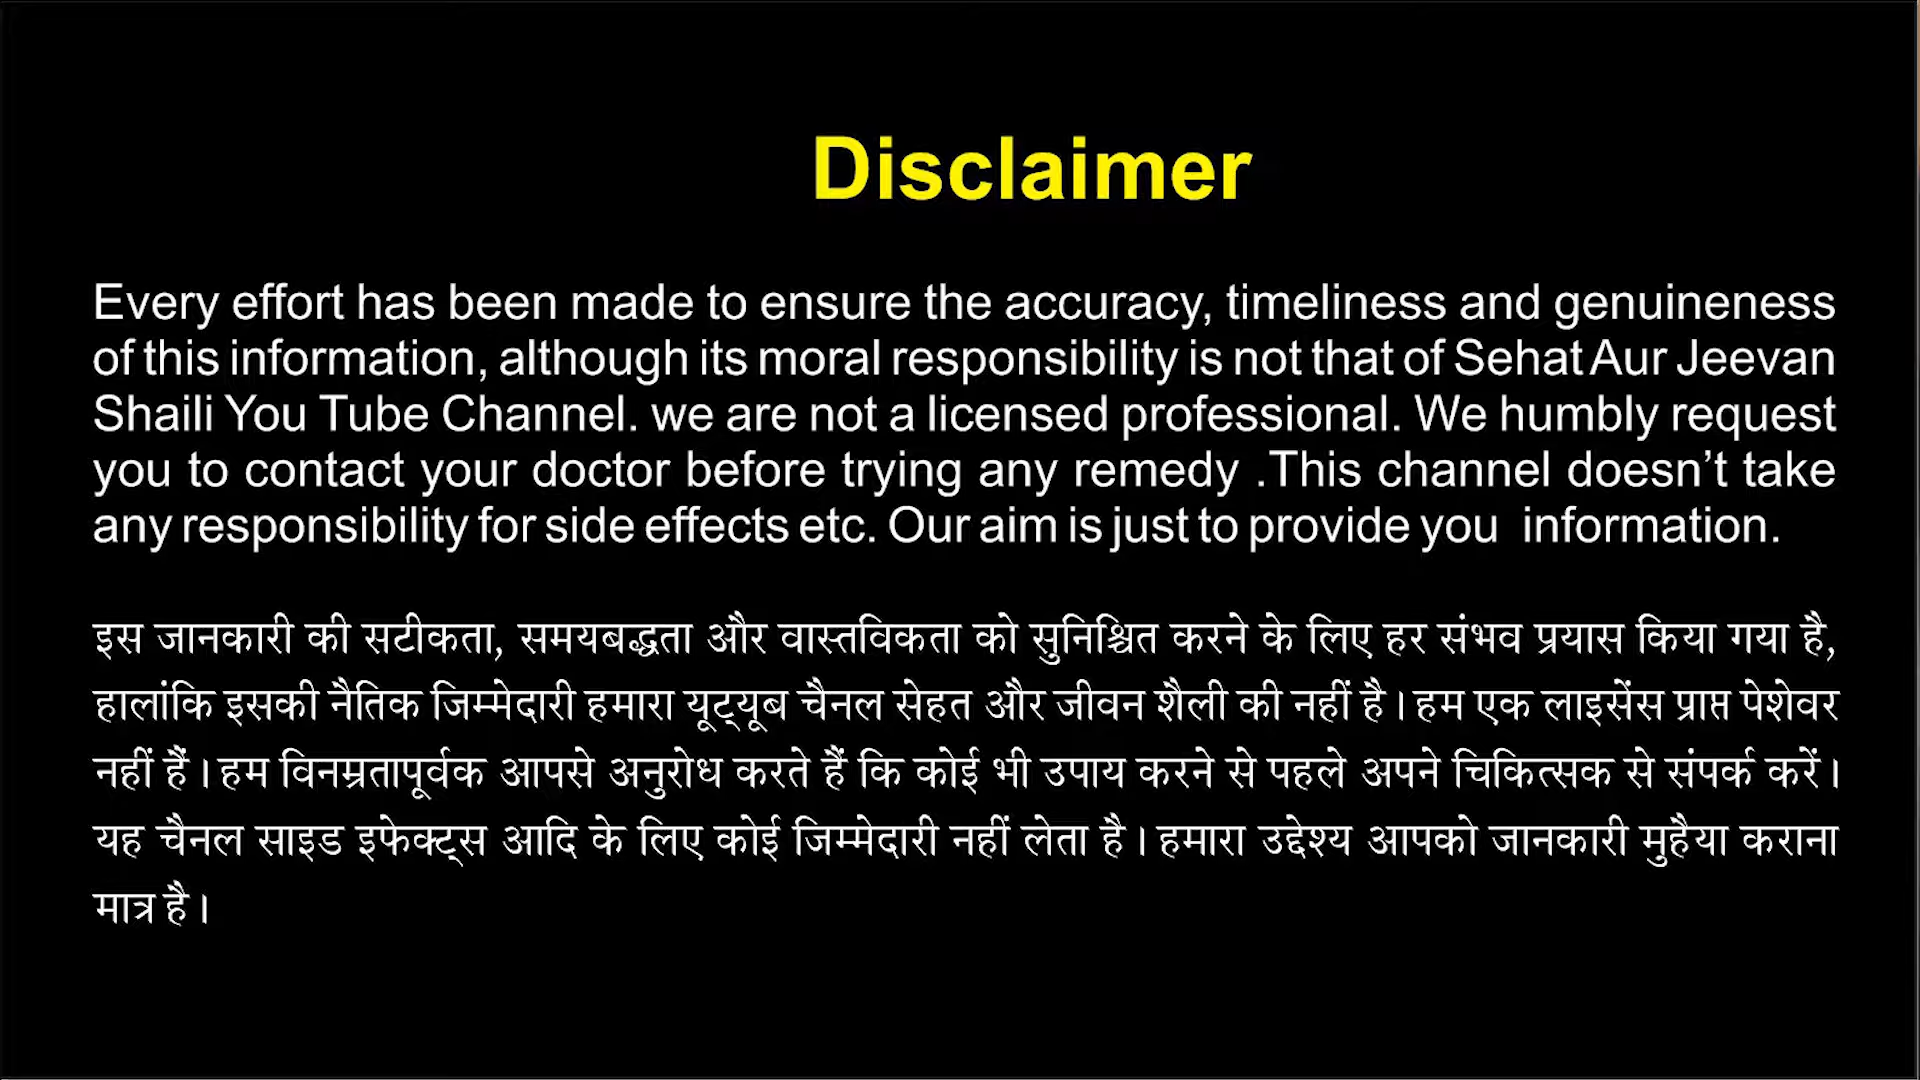 Disclaimer
Every effort has been made to ensure the accuracy, timeliness and genuineness
of this information, although its moral responsibility is not that of Sehat Aur Jeevan
Shaili You Tube Channel. we are not a licensed professional. We humbly request
you to contact your doctor before trying any remedy .This channel doesn’t take
any responsibility for side effects etc. Our aim is just to provide you  information.
इस जानकारी की सटीकता, समयबद्धता और वास्तविकता को सुनिश्चित करने के लिए हर संभव प्रयास किया गया है,
हालांकि इसकी नैतिक जिम्मेदारी हमारा यूट्यूब चैनल सेहत और जीवन शैली की नहीं है। हम एक लाइसेंस प्राप्त पेशेवर
नहीं हैं। हम विनम्रतापूर्वक आपसे अनुरोध करते हैं कि कोई भी उपाय करने से पहले अपने चिकित्सक से संपर्क करें।
यह चैनल साइड इफेक्ट्स आदि के लिए कोई जिम्मेदारी नहीं लेता है। हमारा उद्देश्य आपको जानकारी मुहैया कराना
मात्र है।